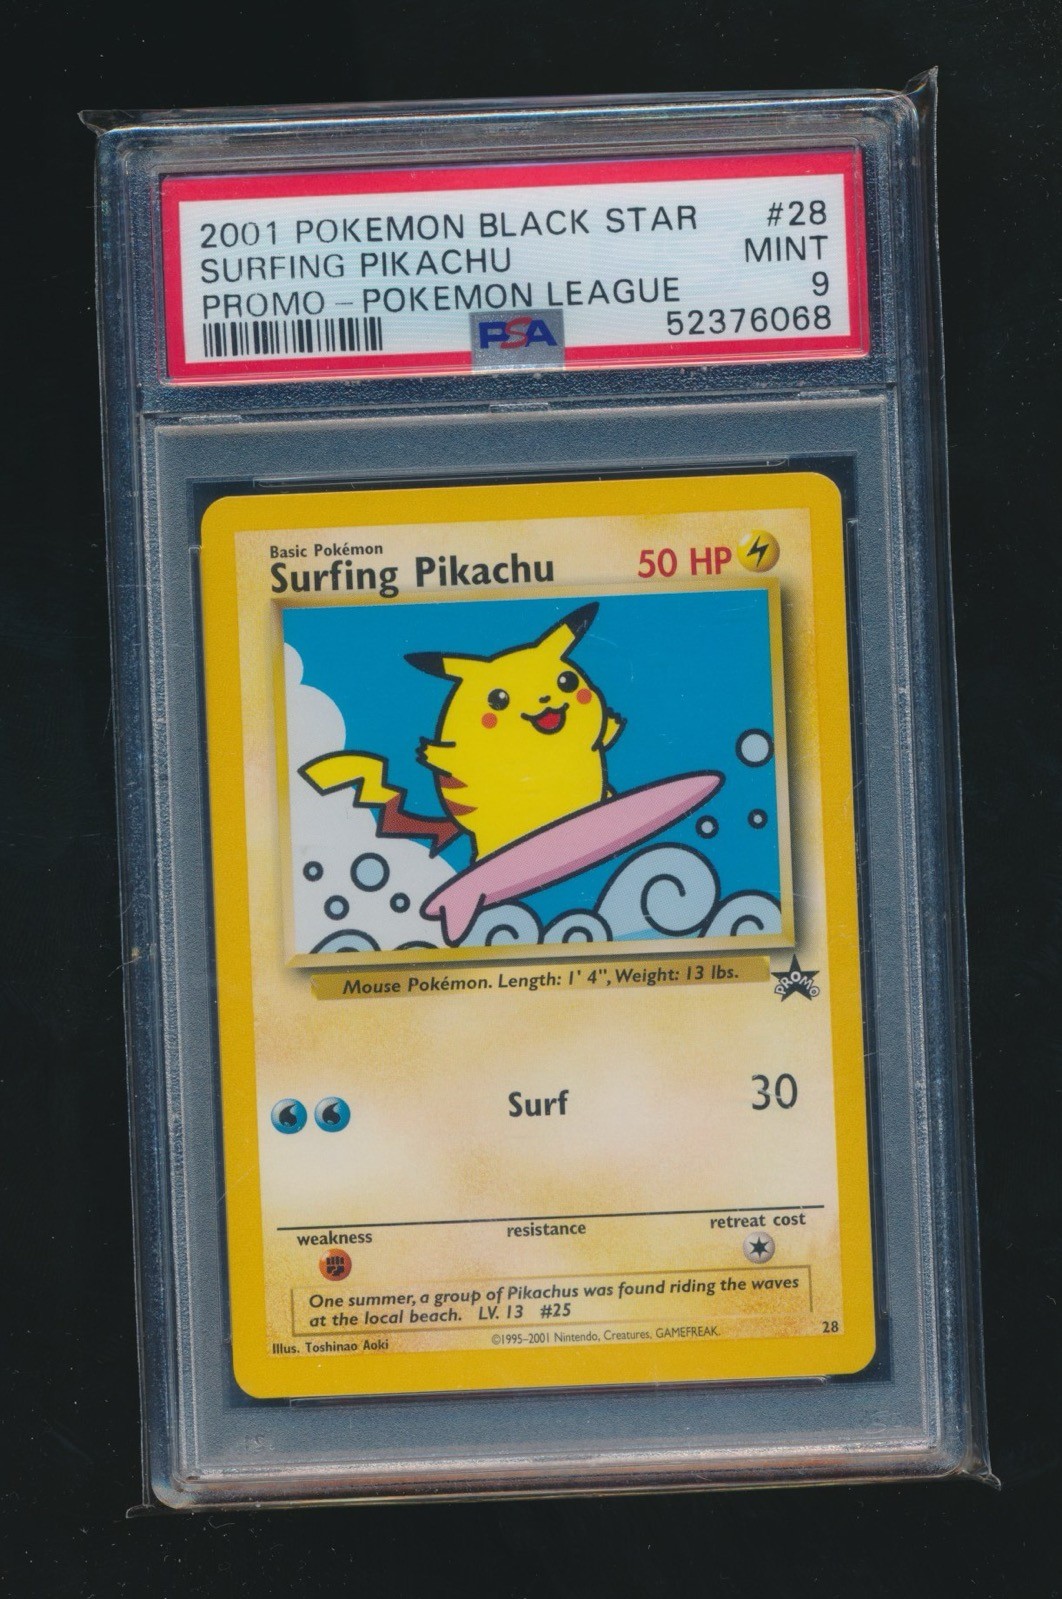 2001 POKEMON BLACK STAR #28
SURFING PIKACHU MINT
PROMO – POKEMON LEAGUE 9
PSA 52376068
Basic Pokémon
Surfing Pikachu 50 HP
Mouse Pokémon. Length: 1' 4", Weight: 13 lbs.
PROMO
Surf 30
weakness resistance retreat cost
One summer, a group of Pikachus was found riding the waves
at the local beach. LV. 13 #25
Illus. Toshinao Aoki ©1995-2001 Nintendo, Creatures, GAMEFREAK. 28